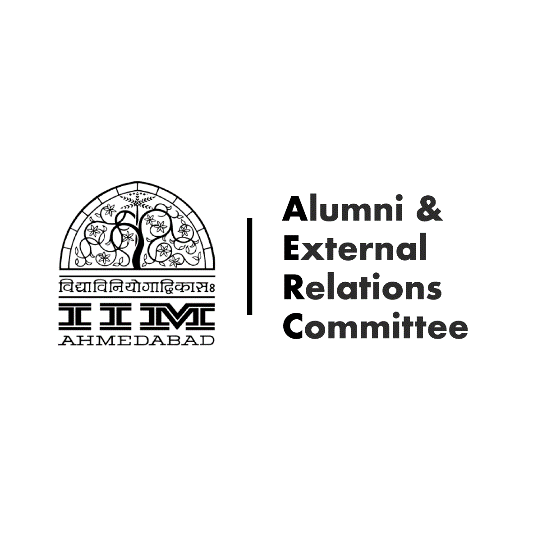 विद्याविनियोगाद्विकासः
IIM
AHMEDABAD
Alumni &
External
Relations
Committee